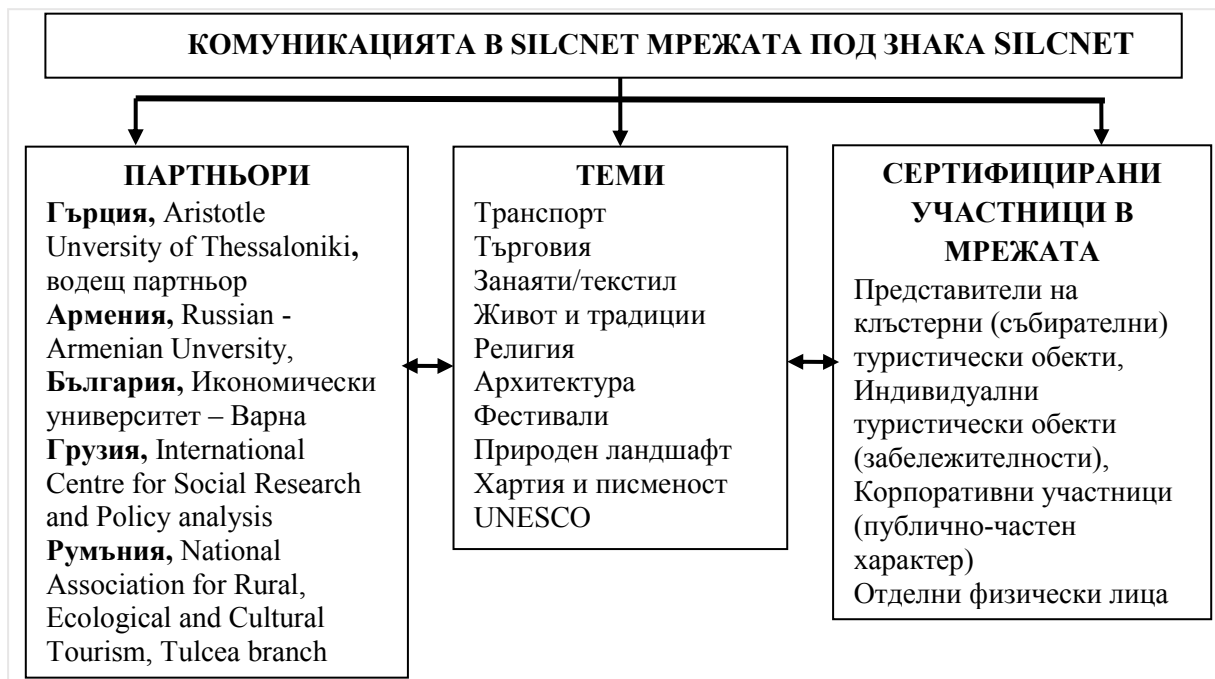 КОМУНИКАЦИЯТА В SILCNET МРЕЖАТА ПОД ЗНАКА SILCNET
ПАРТНЬОРИ
Гърция, Aristotle
Unversity of Thessaloniki,
водещ партньор
Армения, Russian -
Armenian Unversity,
България, Икономически
университет – Варна
Грузия, International
Centre for Social Research
and Policy analysis
Румъния, National
Association for Rural,
Ecological and Cultural
Tourism, Tulcea branch
ТЕМИ
Транспорт
Търговия
Занаяти/текстил
Живот и традиции
Религия
Архитектура
Фестивали
Природен ландшафт
Хартия и писменост
UNESCO
СЕРТИФИЦИРАНИ
УЧАСТНИЦИ В
МРЕЖАТА
Представители на
клъстерни (събирателни)
туристически обекти,
Индивидуални
туристически обекти
(забележителности),
Корпоративни участници
(публично-частен
характер)
Отделни физически лица